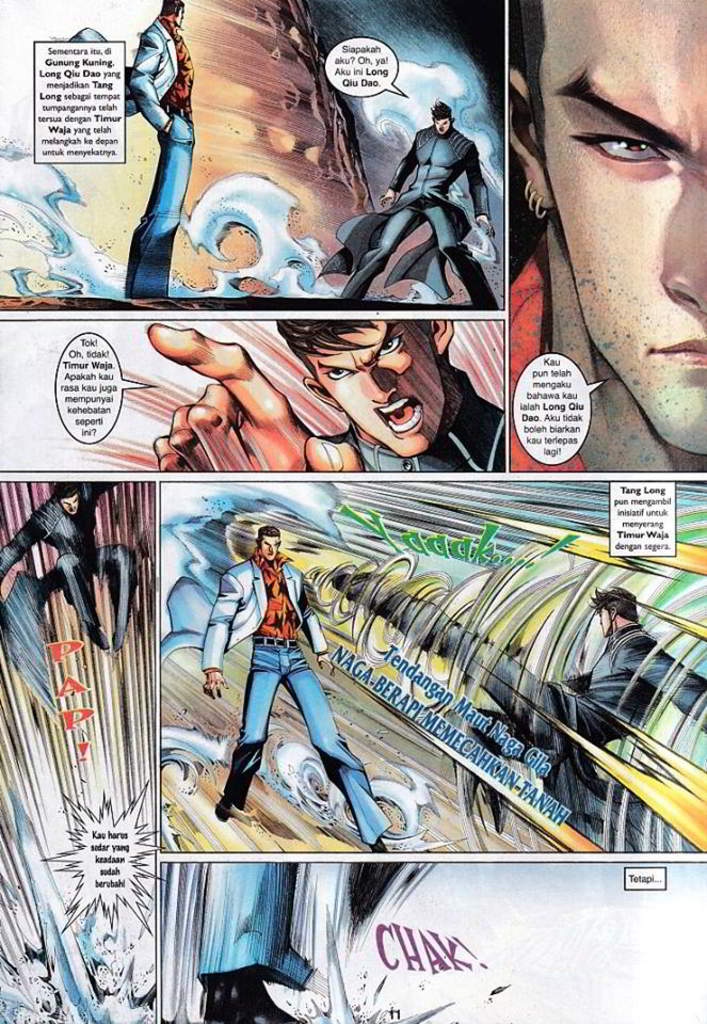 Sementara itu, di
Gunung Kuning,
Long Qiu Dao yang
menjadikan Tang
Long sebagai tempat
tumpangannya telah
tersua dengan Timur
Waja yang telah
melangkah ke depan
untuk menyekatnya.
Siapakah
aku? Oh, ya!
Aku ini Long
Qiu Dao.
Tok!
Oh, tidak!
Timur Waja.
Apakah kau
rasa kau juga
mempunyai
kehebatan
seperti
ini?
Kau
pun telah
mengaku
bahawa kau
ialah Long Qiu
Dao. Aku tidak
boleh biarkan
kau terlepas
lagi!
PAP!
Kau harus
sedar yang
keadaan
sudah
berubah!
Tang Long
pun mengambil
inisiatif untuk
menyerang
Timur Waja
dengan segera.
Yaaak....!
Tendangan Maut Naga Gila
NAGA-BERAPI MEMECAHKAN-TANAH
Tetapi...
CHAK!
11